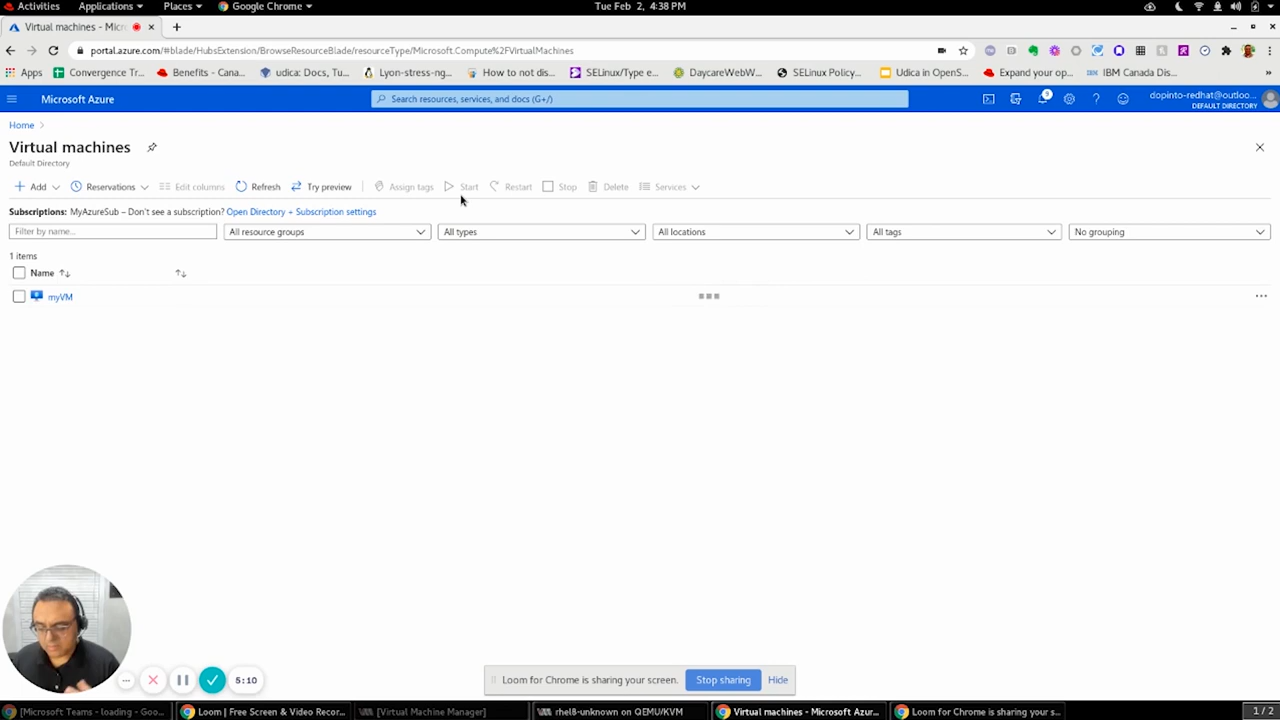 Activities Applications Places Google Chrome Tue Feb 2, 4:38 PM
Virtual machines - Micr
portal.azure.com/#blade/HubsExtension/BrowseResourceBlade/resourceType/Microsoft.Compute%2FVirtualMachines
Apps Convergence Tr... Benefits - Cana... udica: Docs, Tu... Lyon-stress-ng... How to not dis... SELinux/Type e... DaycareWebW... SELinux Policy... Udica in OpenS... Expand your op... IBM Canada Dis... »
Microsoft Azure Search resources, services, and docs (G+/) 9 dopinto-redhat@outloo...
DEFAULT DIRECTORY
Home
Virtual machines
Default Directory
Add Reservations Edit columns Refresh Try preview Assign tags Start Restart Stop Delete Services
Subscriptions: MyAzureSub – Don't see a subscription? Open Directory + Subscription settings
Filter by name... All resource groups All types All locations All tags No grouping
1 items
Name
myVM
5:10
Loom for Chrome is sharing your screen. Stop sharing Hide
[Microsoft Teams - loading - Goo... Loom | Free Screen & Video Recor... [Virtual Machine Manager] rhel8-unknown on QEMU/KVM Virtual machines - Microsoft Azur... Loom for Chrome is sharing your s... 1 / 2